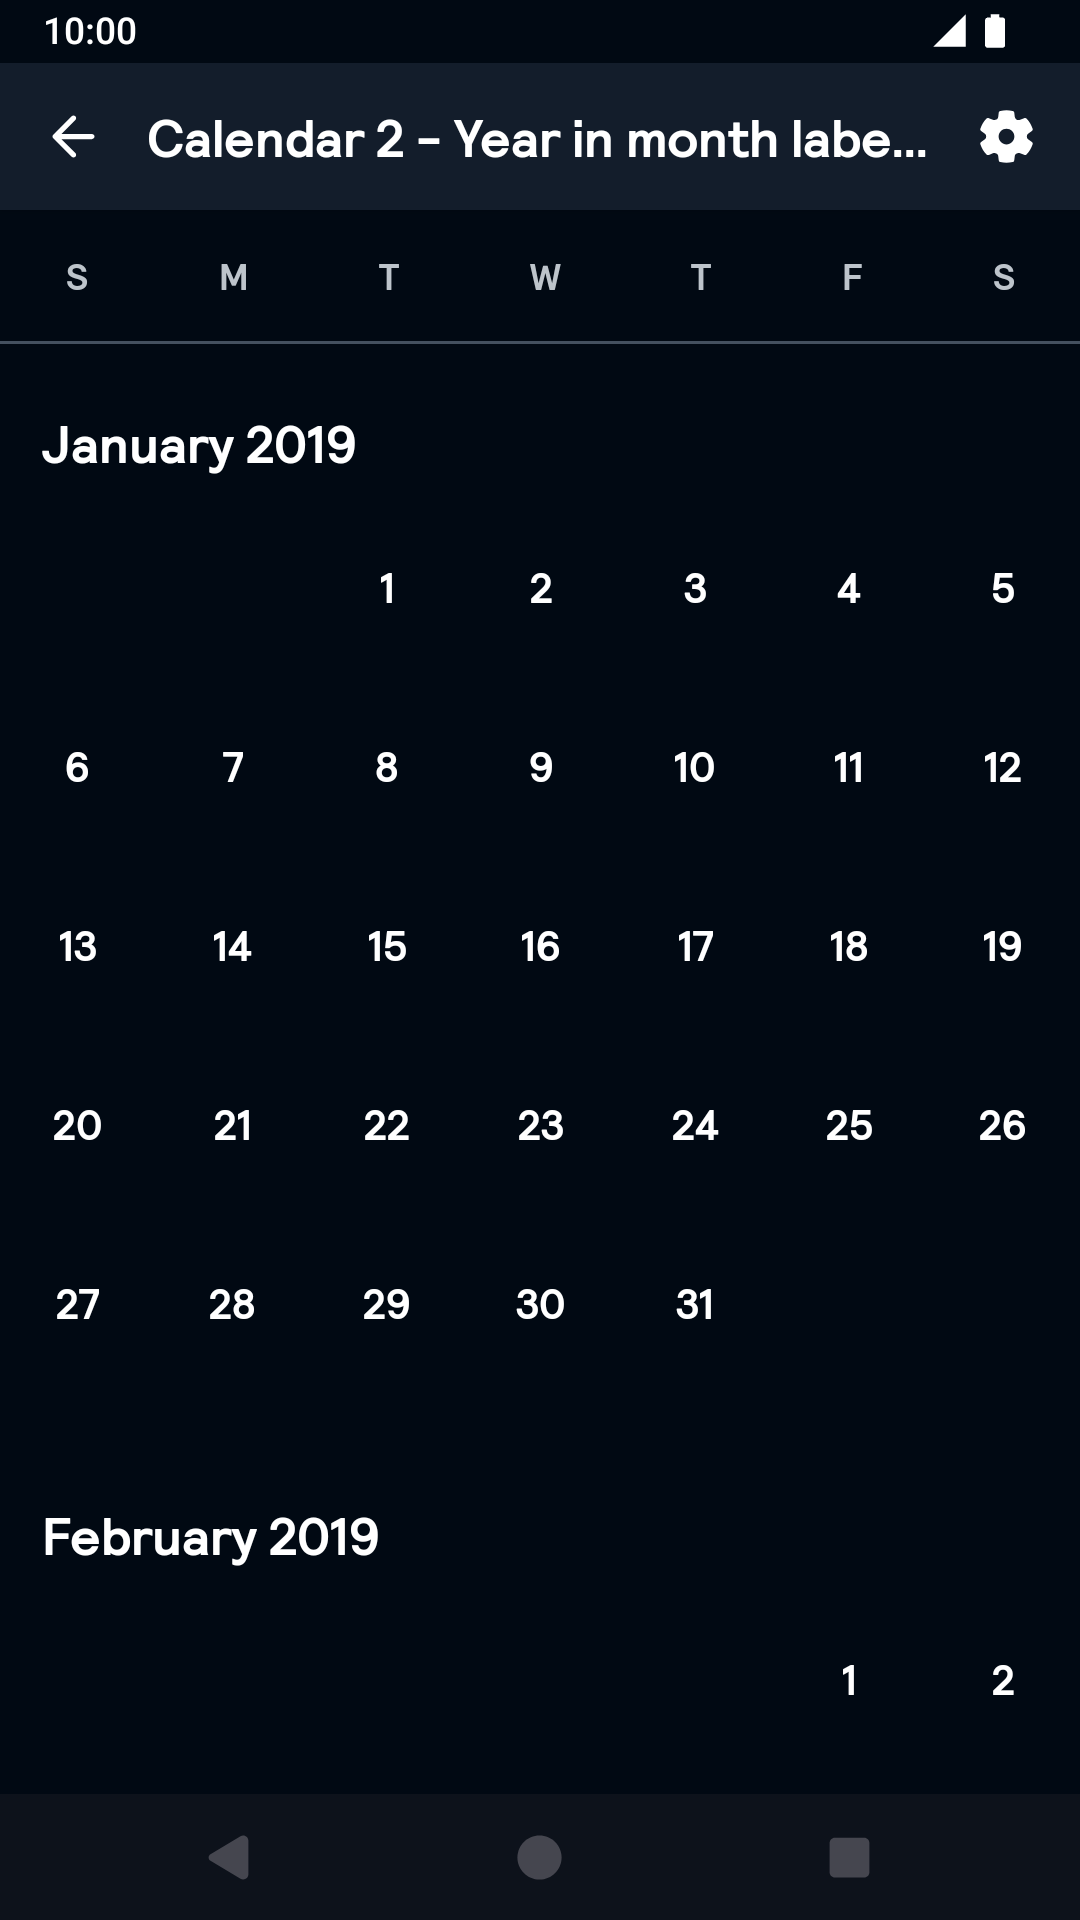 10:00
Calendar 2 – Year in month labe...
S M T W T F S
January 2019
1 2 3 4 5
6 7 8 9 10 11 12
13 14 15 16 17 18 19
20 21 22 23 24 25 26
27 28 29 30 31
February 2019
1 2